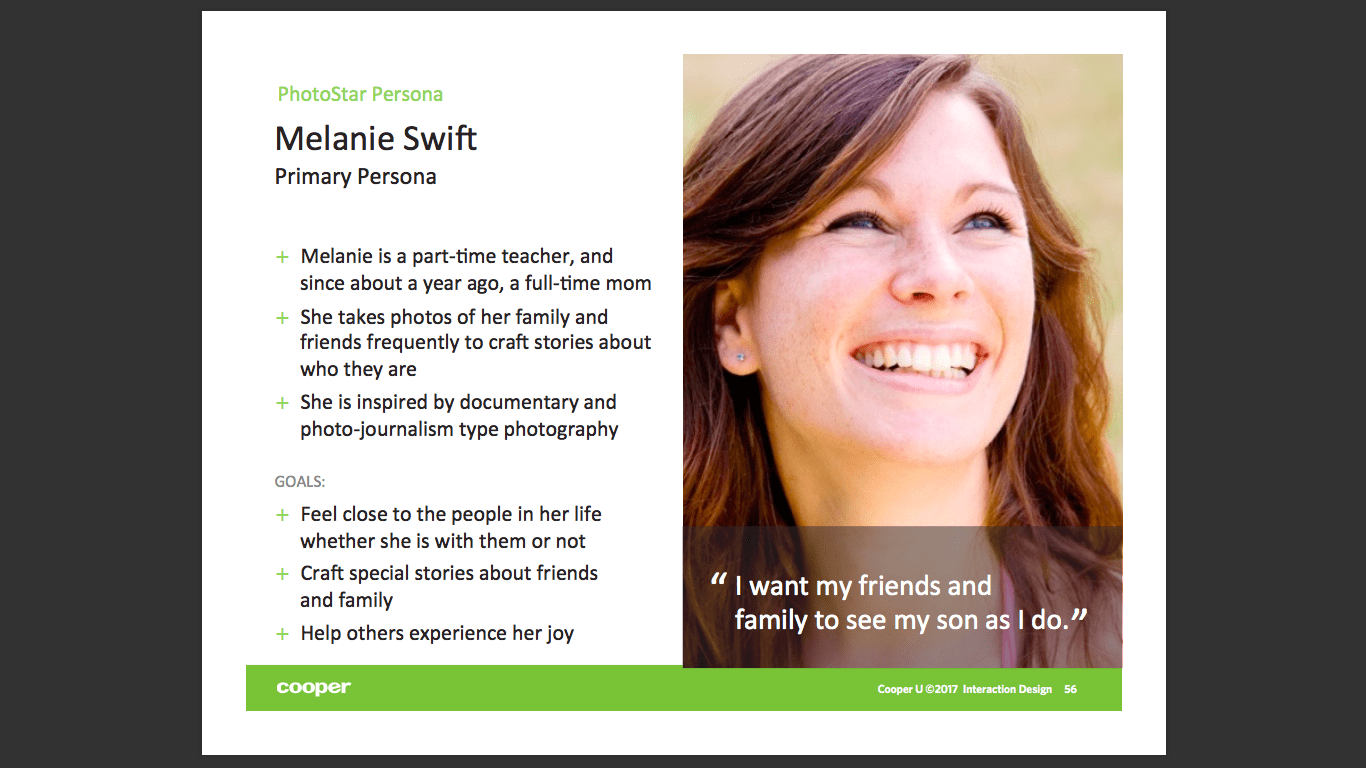 PhotoStar Persona
Melanie Swift
Primary Persona
+ Melanie is a part-time teacher, and
since about a year ago, a full-time mom
+ She takes photos of her family and
friends frequently to craft stories about
who they are
+ She is inspired by documentary and
photo-journalism type photography
GOALS:
+ Feel close to the people in her life
whether she is with them or not
+ Craft special stories about friends
and family
+ Help others experience her joy
“ I want my friends and
family to see my son as I do.”
cooper
Cooper U ©2017 Interaction Design 56